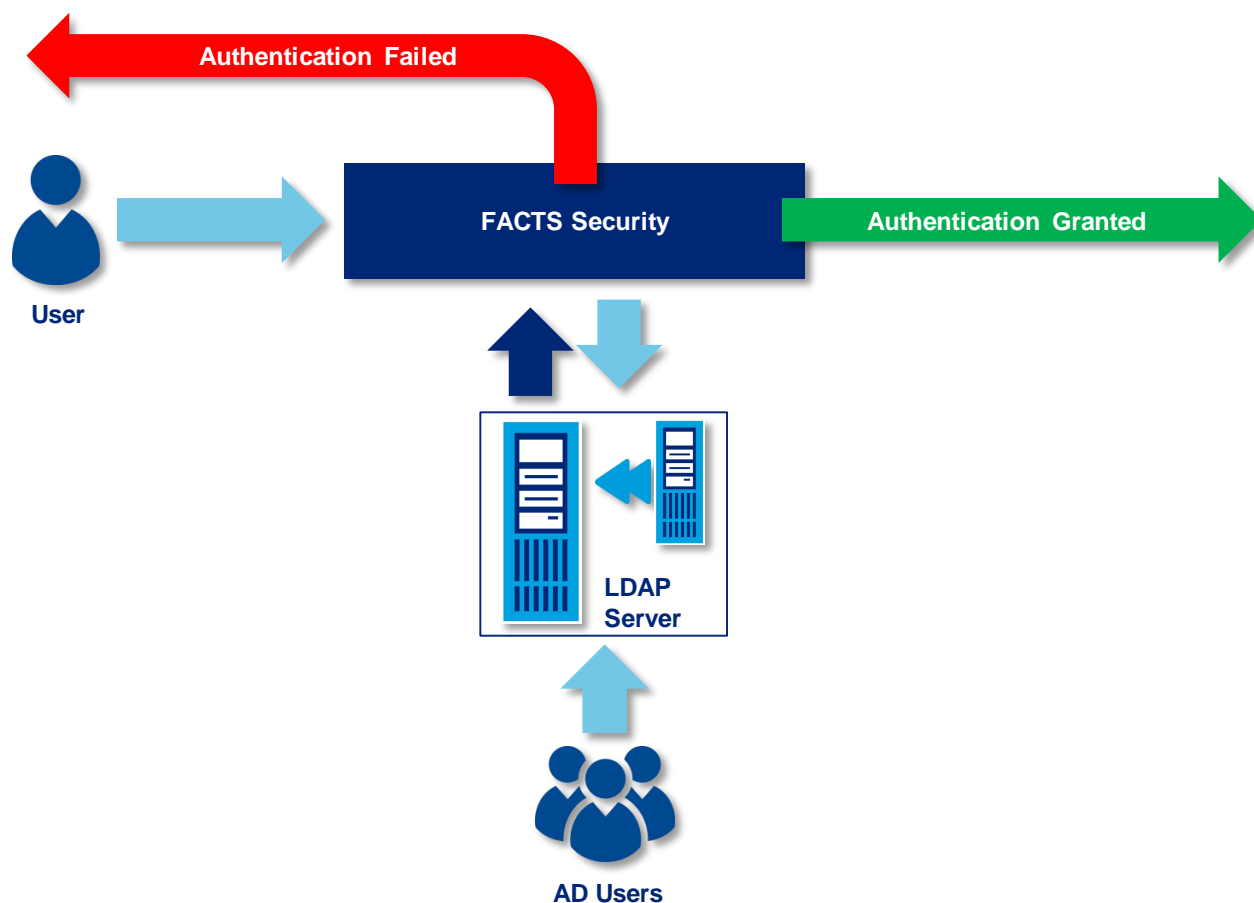 Authentication Failed
FACTS Security
Authentication Granted
User
LDAP
Server
AD Users